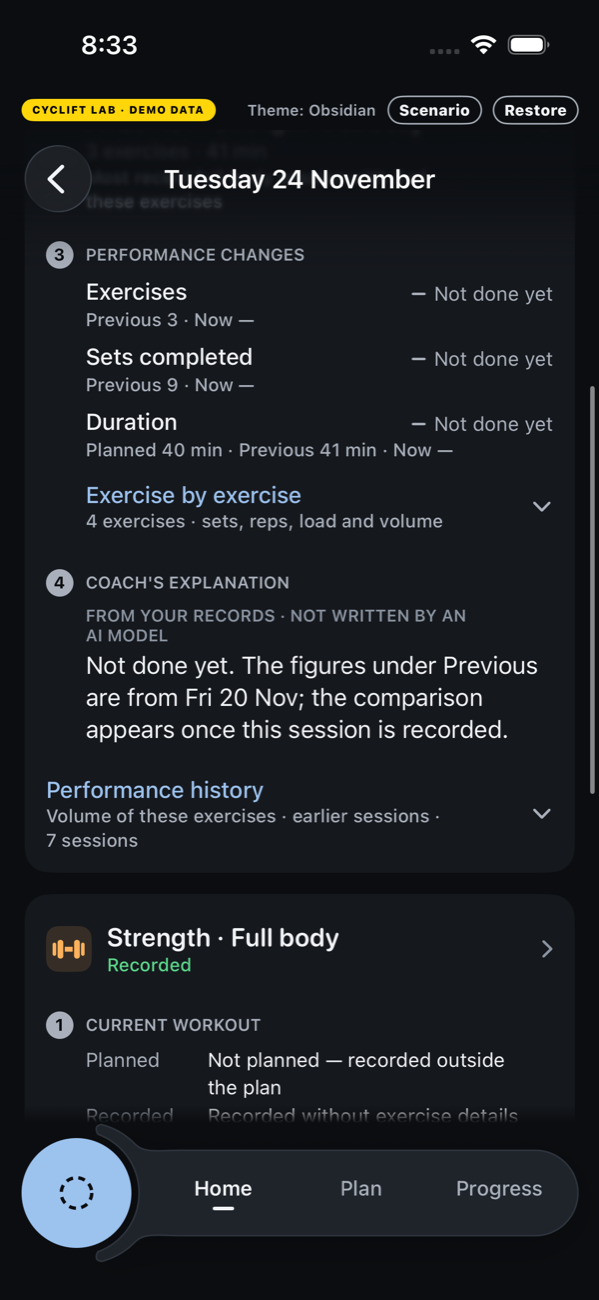 8:33
CYCLIFT LAB · DEMO DATA
Theme: Obsidian
Scenario
Restore
3 exercises · 41 min
Tuesday 24 November
these exercises
3
PERFORMANCE CHANGES
Exercises
— Not done yet
Previous 3 · Now —
Sets completed
— Not done yet
Previous 9 · Now —
Duration
— Not done yet
Planned 40 min · Previous 41 min · Now —
Exercise by exercise
4 exercises · sets, reps, load and volume
4
COACH'S EXPLANATION
FROM YOUR RECORDS · NOT WRITTEN BY AN
AI MODEL
Not done yet. The figures under Previous
are from Fri 20 Nov; the comparison
appears once this session is recorded.
Performance history
Volume of these exercises · earlier sessions ·
7 sessions
Strength · Full body
Recorded
1
CURRENT WORKOUT
Planned
Not planned — recorded outside
the plan
Recorded
Recorded without exercise details
Home
Plan
Progress